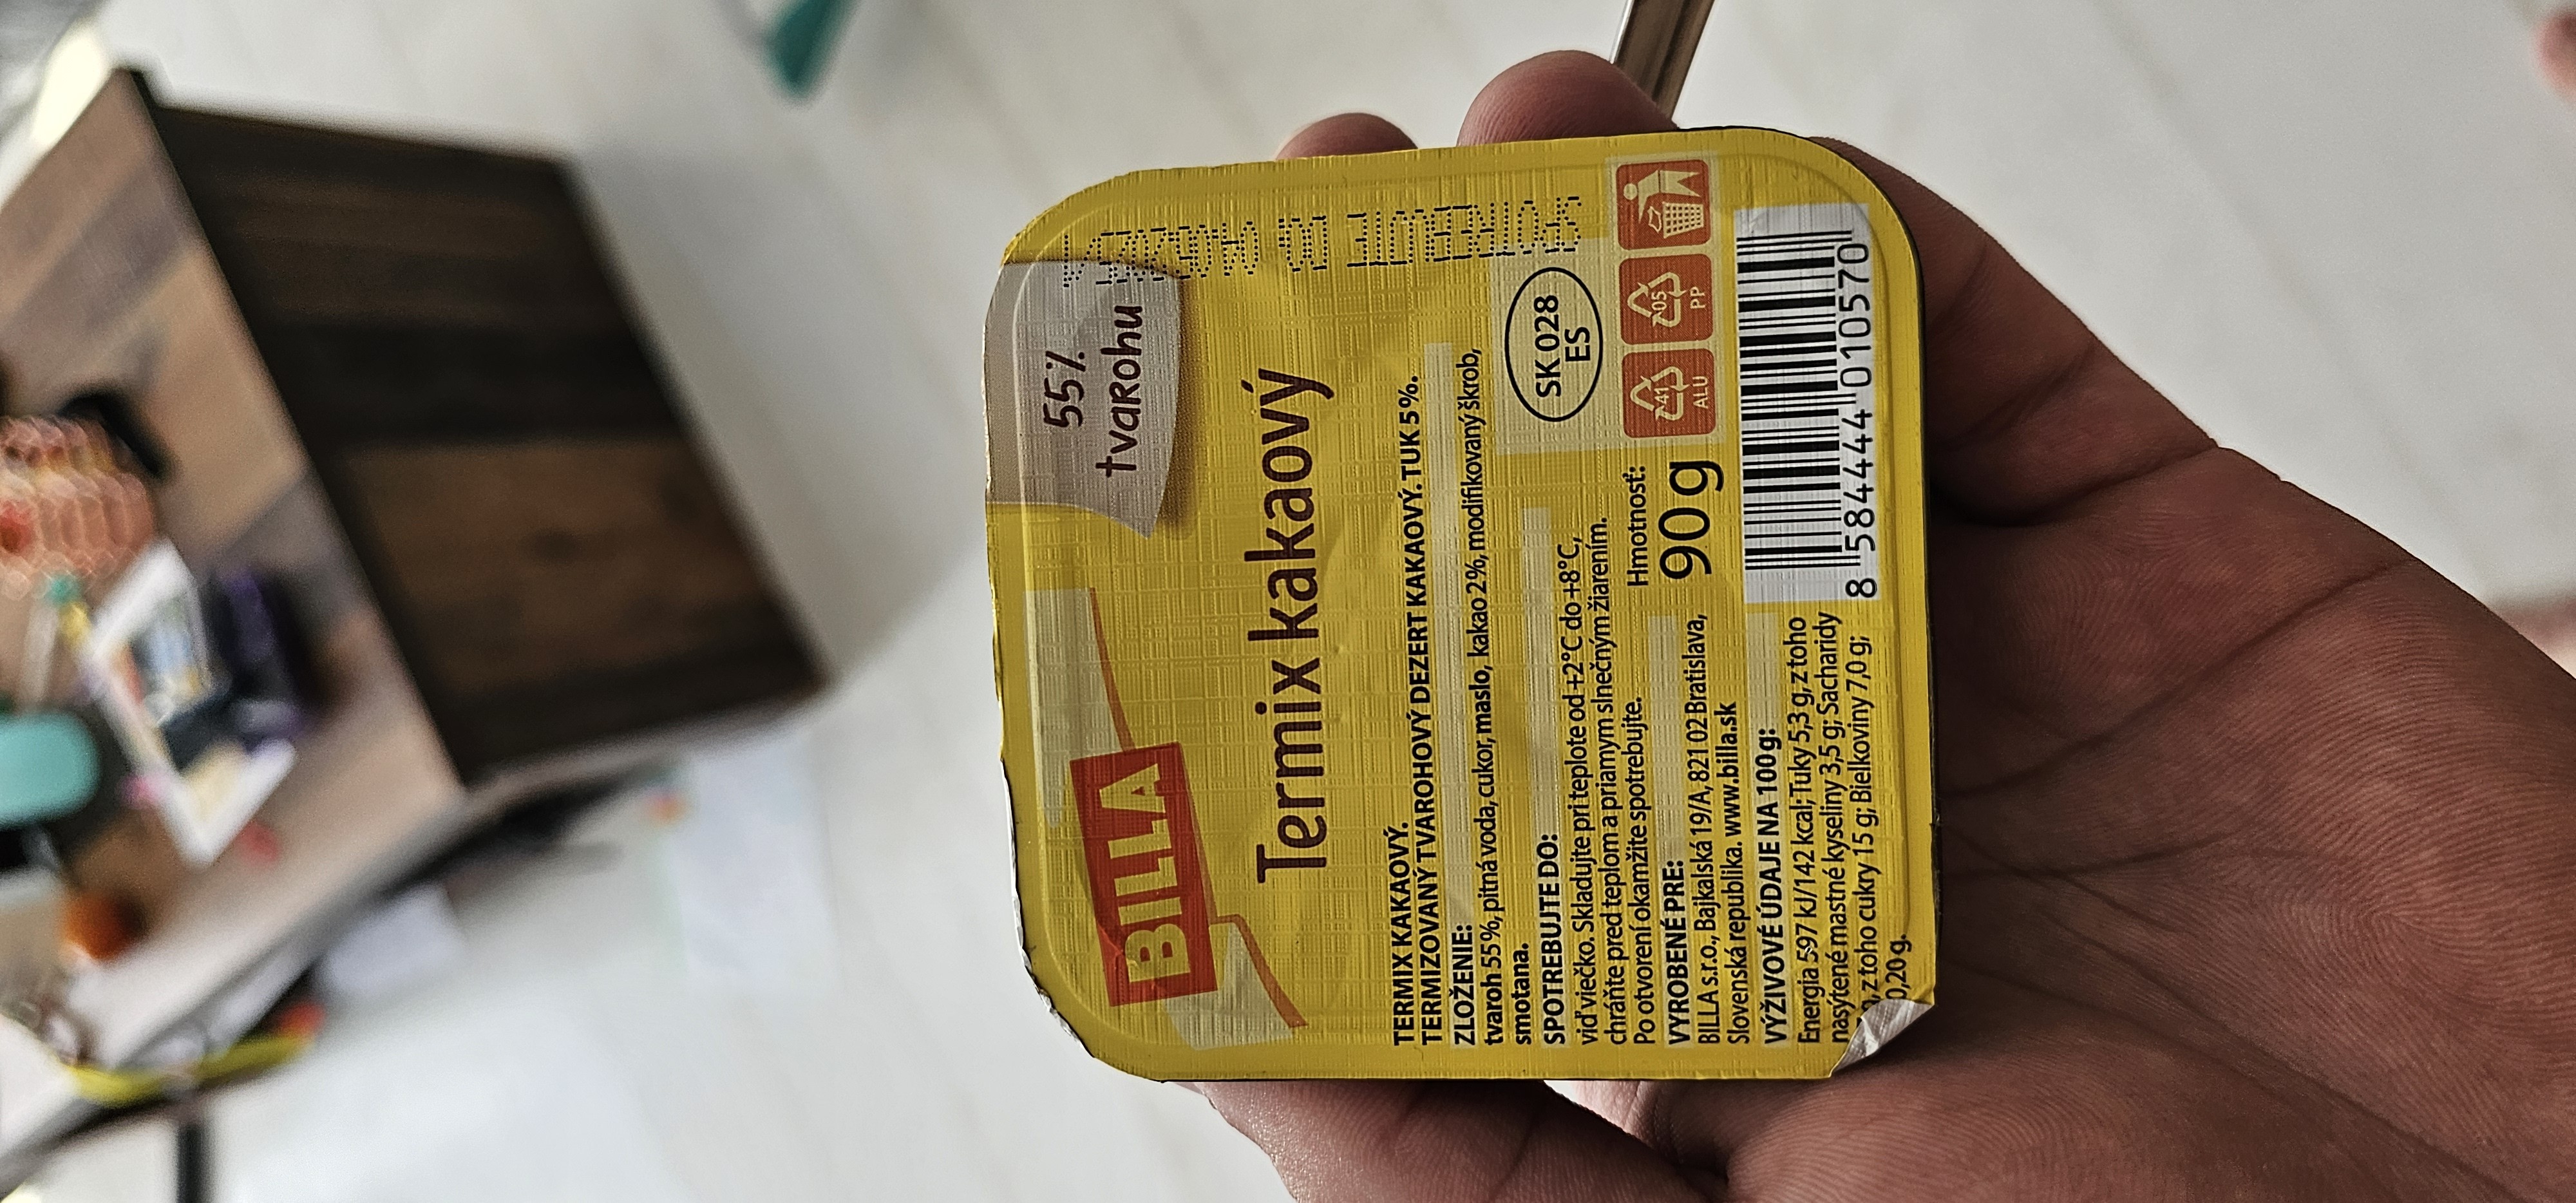 BILLA
55%
tvarohu
Termix kakaový
TERMIX KAKAOVÝ.
TERMIZOVANÝ TVAROHOVÝ DEZERT KAKAOVÝ. TUK 5 %.
ZLOŽENIE:
tvaroh 55%, pitná voda, cukor, maslo, kakao 2%, modifikovaný škrob,
smotana.
SPOTREBUJTE DO:
viď viečko. Skladujte pri teplote od +2°C do +8°C,
chráňte pred teplom a priamym slnečným žiarením.
Po otvorení okamžite spotrebujte.
VYROBENÉ PRE:
BILLA s.r.o., Bajkalská 19/A, 821 02 Bratislava,
Slovenská republika. www.billa.sk
VÝŽIVOVÉ ÚDAJE NA 100g:
Energia 597 kJ/142 kcal; Tuky 5,3 g, z toho
nasýtené mastné kyseliny 3,5 g; Sacharidy
z toho cukry 15 g; Bielkoviny 7,0 g;
0,20 g.
Hmotnosť:
90 g
SK 028
ES
41
ALU
05
PP
8 584444 010570
SPOTREBUJTE DO